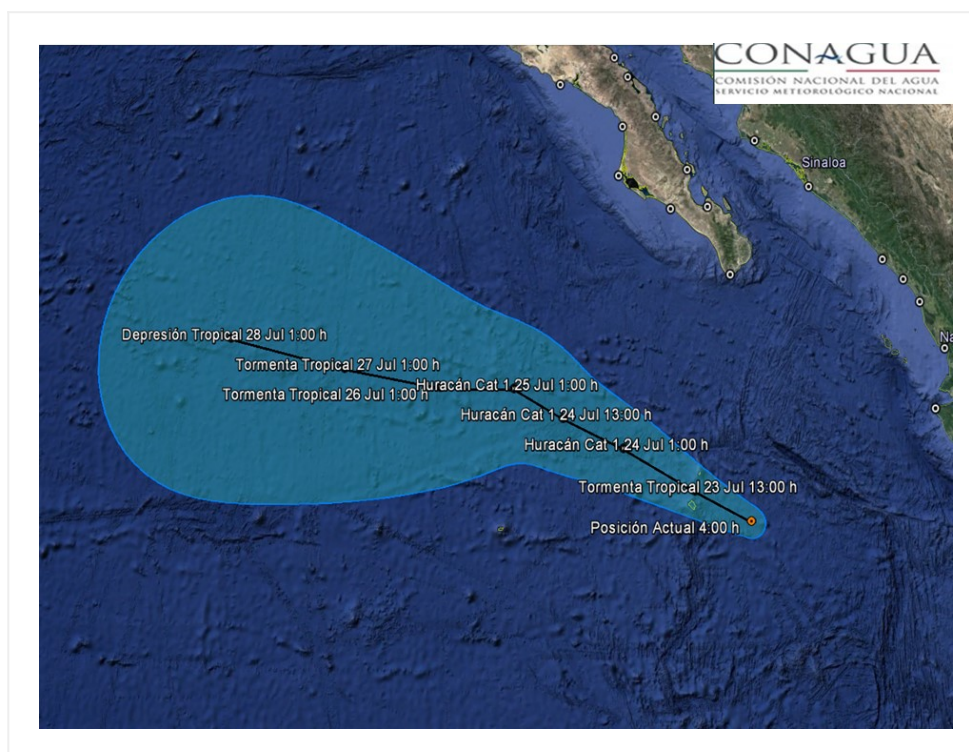 CONAGUA
COMISIÓN NACIONAL DEL AGUA
SERVICIO METEOROLÓGICO NACIONAL
Sinaloa
Na
Depresión Tropical 28 Jul 1:00 h
Tormenta Tropical 27 Jul 1:00 h
Huracán Cat 1 25 Jul 1:00 h
Tormenta Tropical 26 Jul 1:00 h
Huracán Cat 1 24 Jul 13:00 h
Huracán Cat 1 24 Jul 1:00 h
Tormenta Tropical 23 Jul 13:00 h
Posición Actual 4:00 h